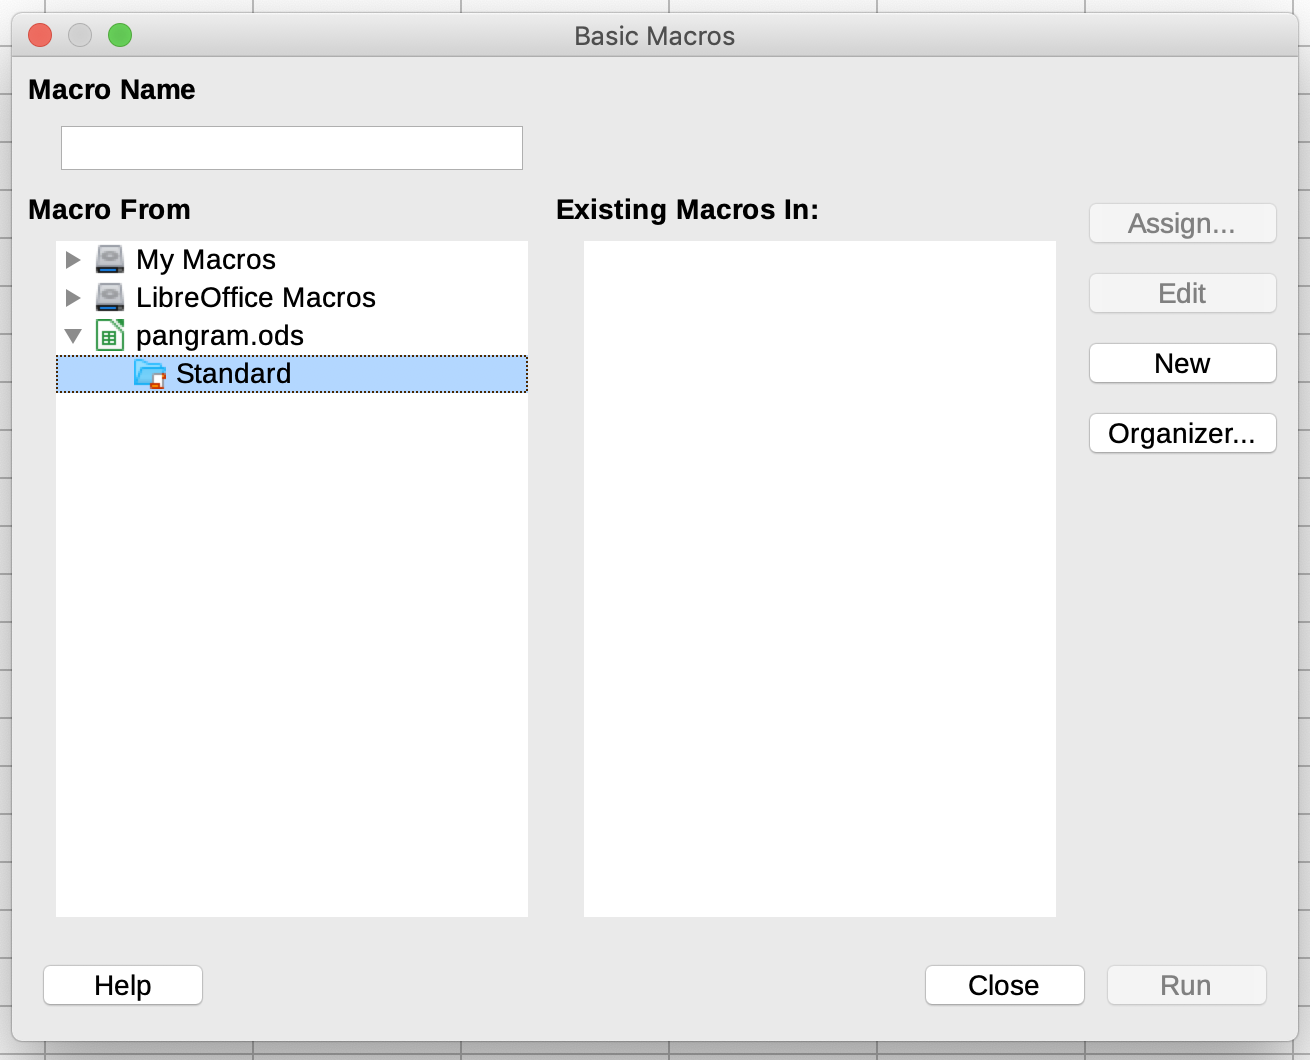 Basic Macros
Macro Name
Macro From
Existing Macros In:
My Macros
LibreOffice Macros
pangram.ods
Standard
Assign...
Edit
New
Organizer...
Help
Close
Run